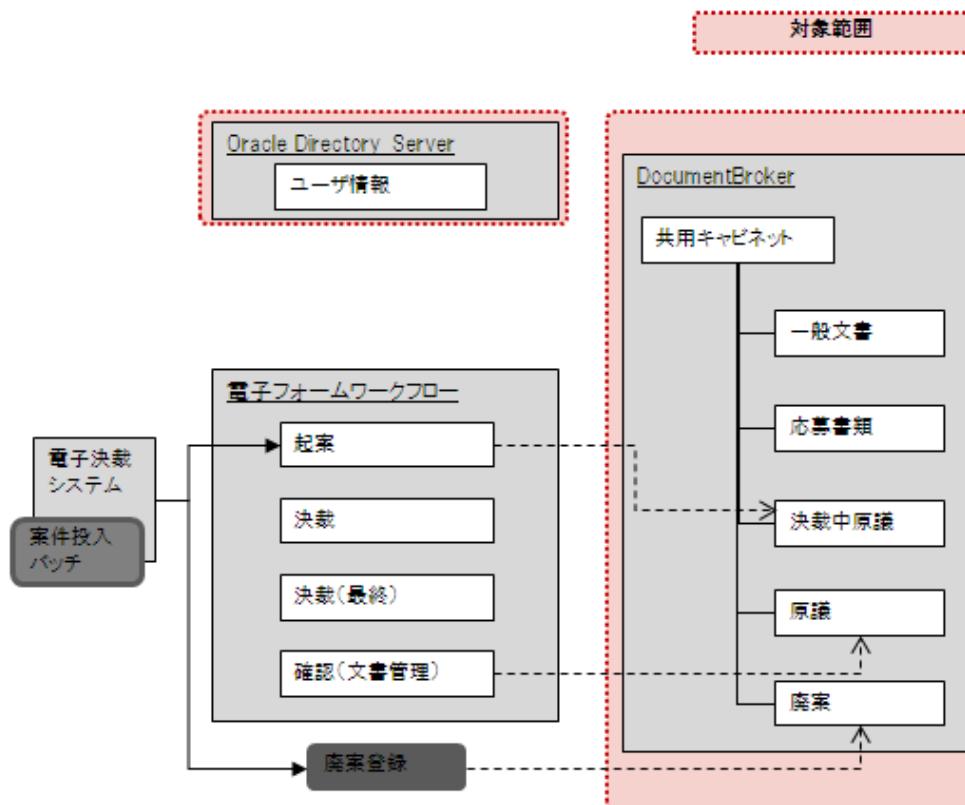 対象範囲
Oracle Directory Server
ユーザ情報
DocumentBroker
共用キャビネット
一般文書
応募書類
決裁中原議
原議
廃案
電子フォームワークフロー
起案
決裁
決裁（最終）
確認（文書管理）
電子決裁
システム
案件投入
バッチ
廃案登録